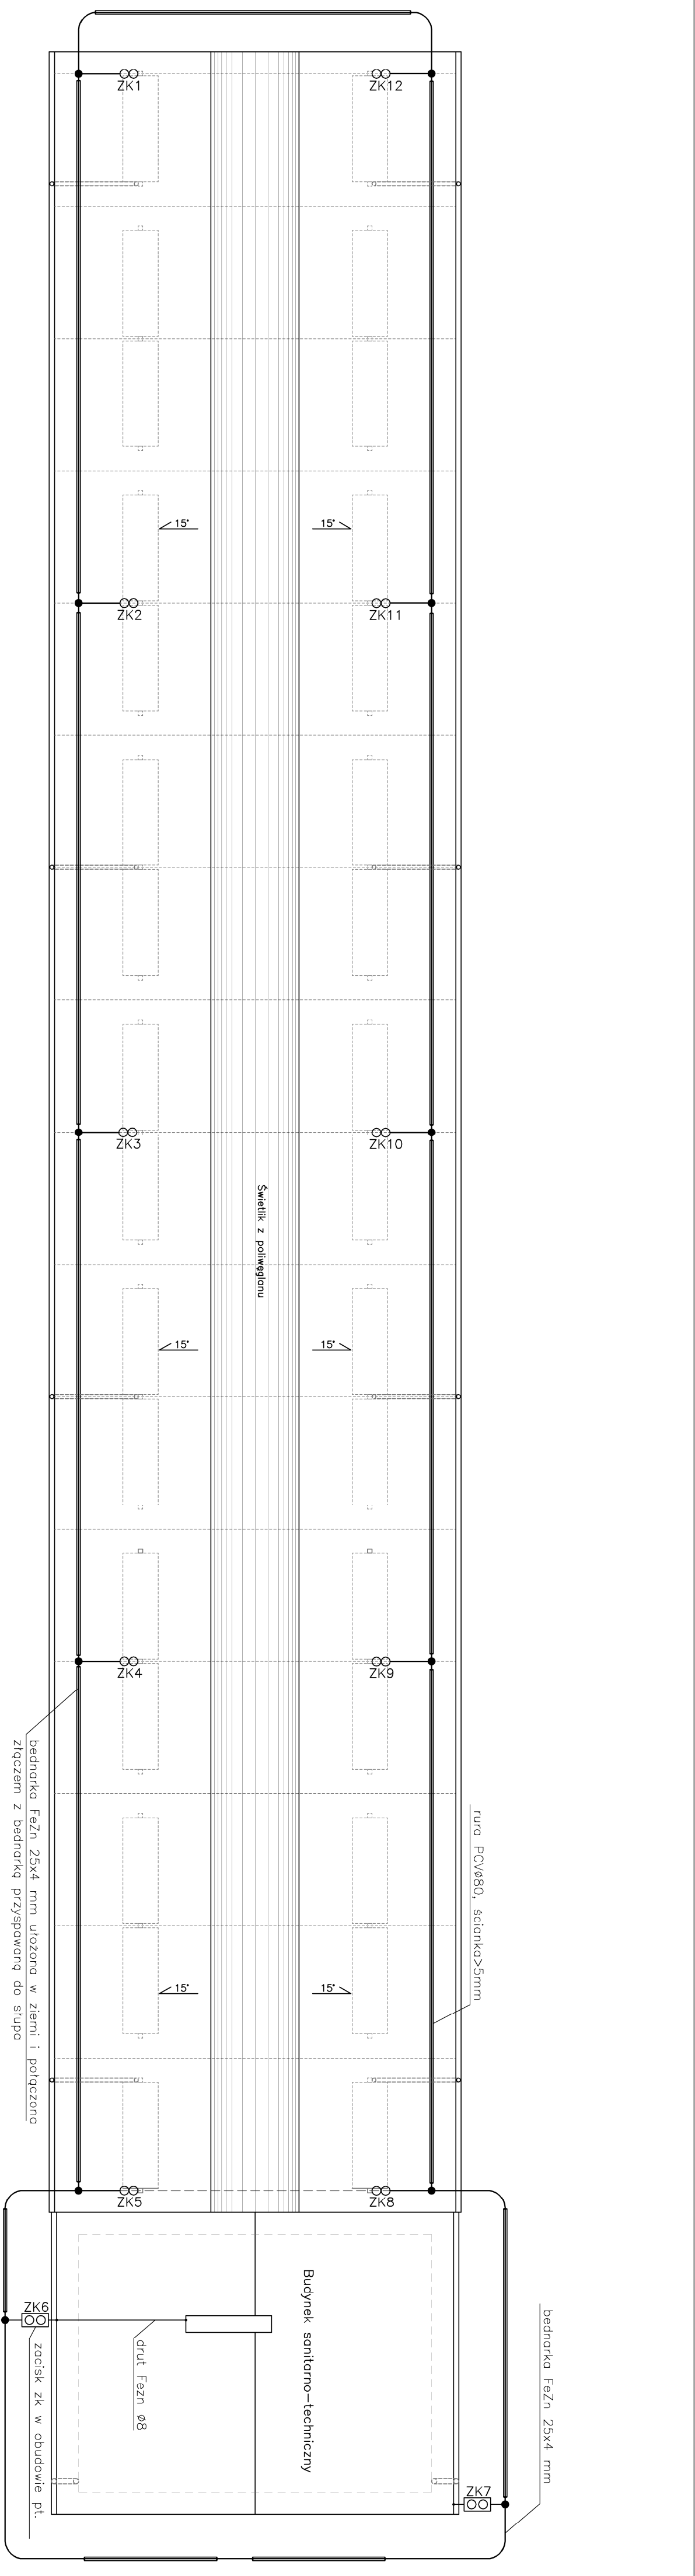 ZK1
ZK12
15°
15°
ZK2
ZK11
ZK3
ZK10
Świetlik z poliwęglanu
15°
15°
ZK4
ZK9
bednarka FeZn 25x4 mm ułożona w ziemi i połączona
złączem z bednarką przyspawaną do słupa
rura PCVø80, ścianka>5mm
15°
15°
ZK5
ZK8
Budynek sanitarno-techniczny
ZK6
drut Fezn ø8
zacisk zk w obudowie pt.
bednarka FeZn 25x4 mm
ZK7